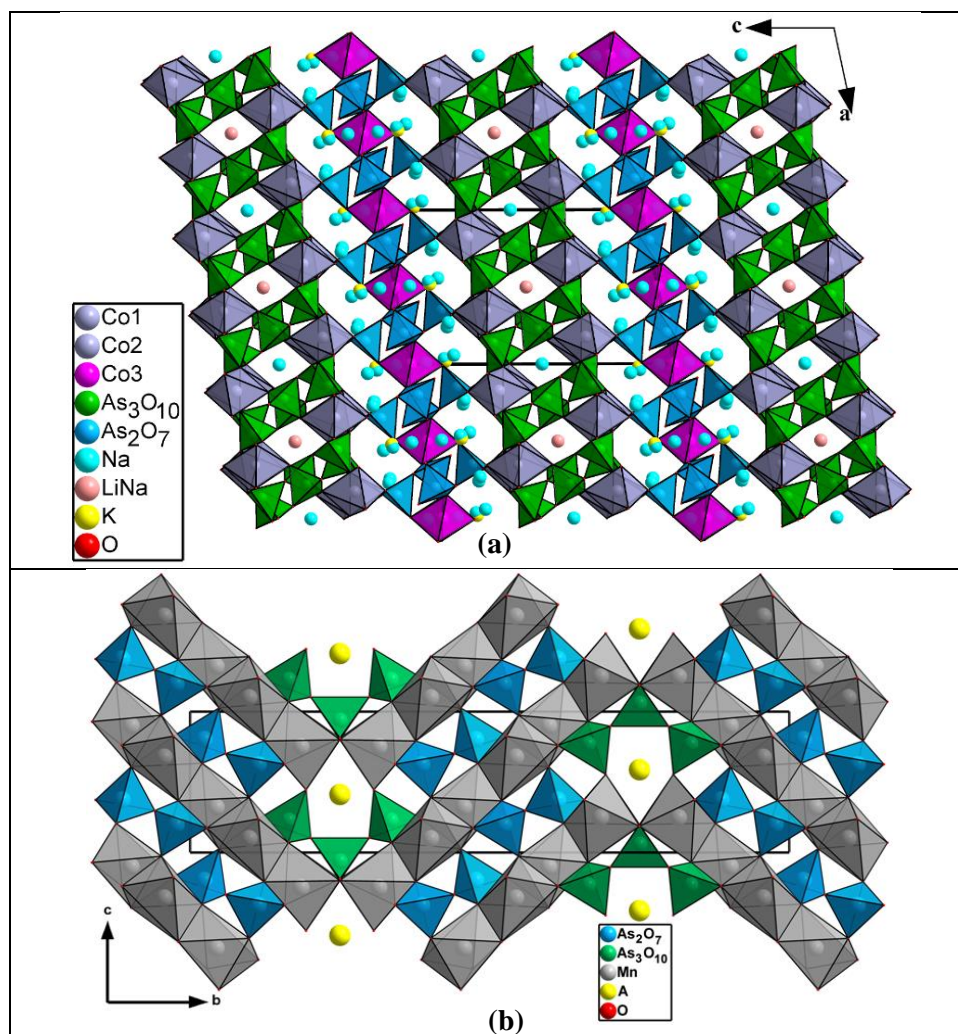 c
a
Co1
Co2
Co3
As₃O₁₀
As₂O₇
Na
LiNa
K
O
(a)
c
b
As₂O₇
As₃O₁₀
Mn
A
O
(b)